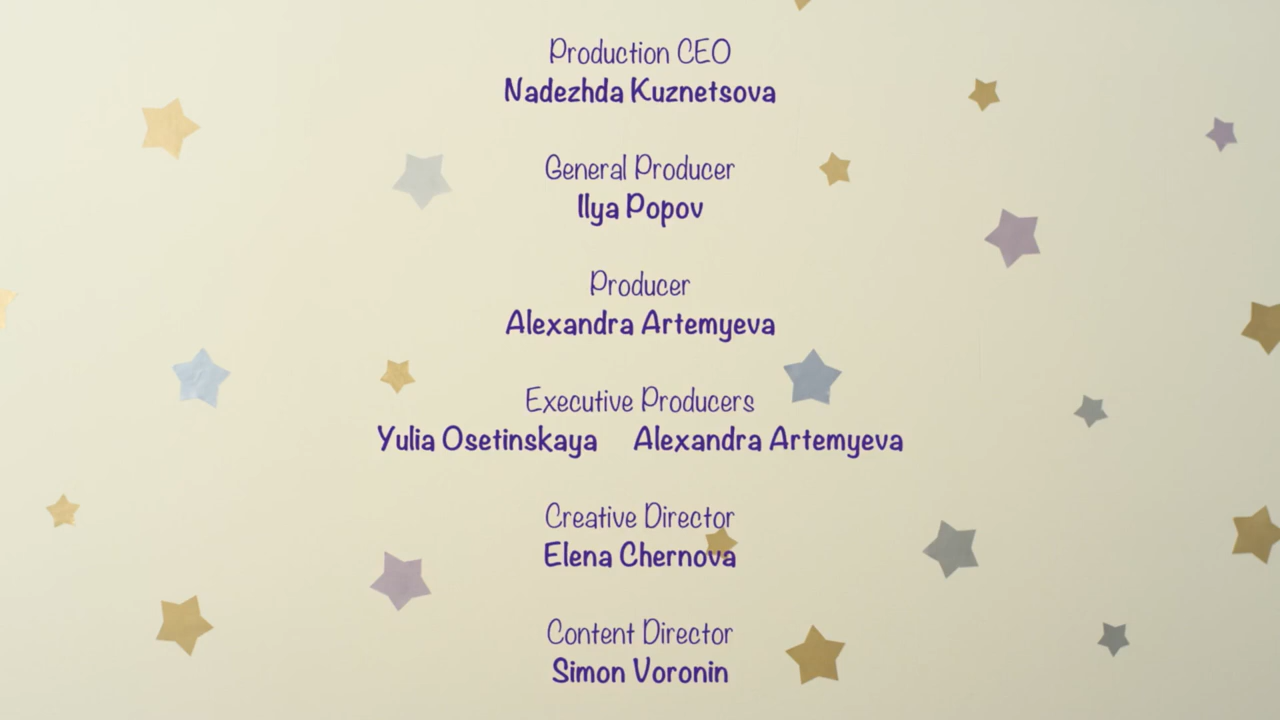 Production CEO
Nadezhda Kuznetsova
General Producer
Ilya Popov
Producer
Alexandra Artemyeva
Executive Producers
Yulia Osetinskaya Alexandra Artemyeva
Creative Director
Elena Chernova
Content Director
Simon Voronin